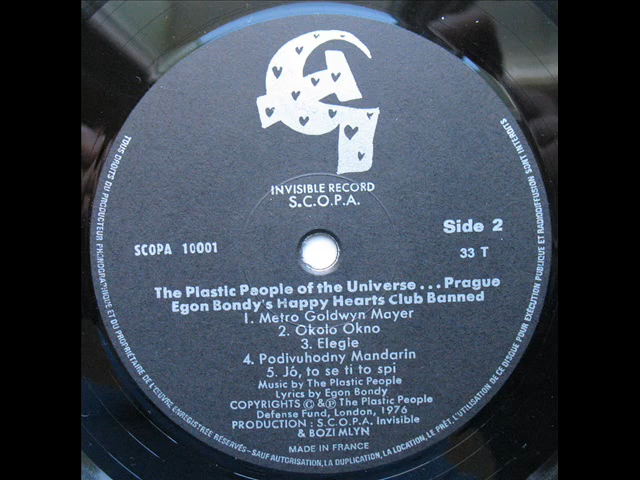 INVISIBLE RECORD
S.C.O.P.A.
SCOPA 10001
Side 2
33 T
The Plastic People of the Universe . . . Prague
Egon Bondy's Happy Hearts Club Banned
1. Metro Goldwyn Mayer
2. Okolo Okno
3. Elegie
4. Podivuhodny Mandarin
5. Jó, to se ti to spi
Music by The Plastic People
Lyrics by Egon Bondy
COPYRIGHTS © & ℗ The Plastic People
Defense Fund, London, 1976
PRODUCTION : S.C.O.P.A. Invisible
& BOZI MLYN
MADE IN FRANCE
TOUS DROITS DU PRODUCTEUR PHONOGRAPHIQUE ET DU PROPRIETAIRE DE L'ŒUVRE ENREGISTREE RÉSERVÉS - SAUF AUTORISATION, LA DUPLICATION, LA LOCATION, LE PRÊT, L'UTILISATION DE CE DISQUE POUR EXÉCUTION PUBLIQUE ET RADIODIFFUSION SONT INTERDITS